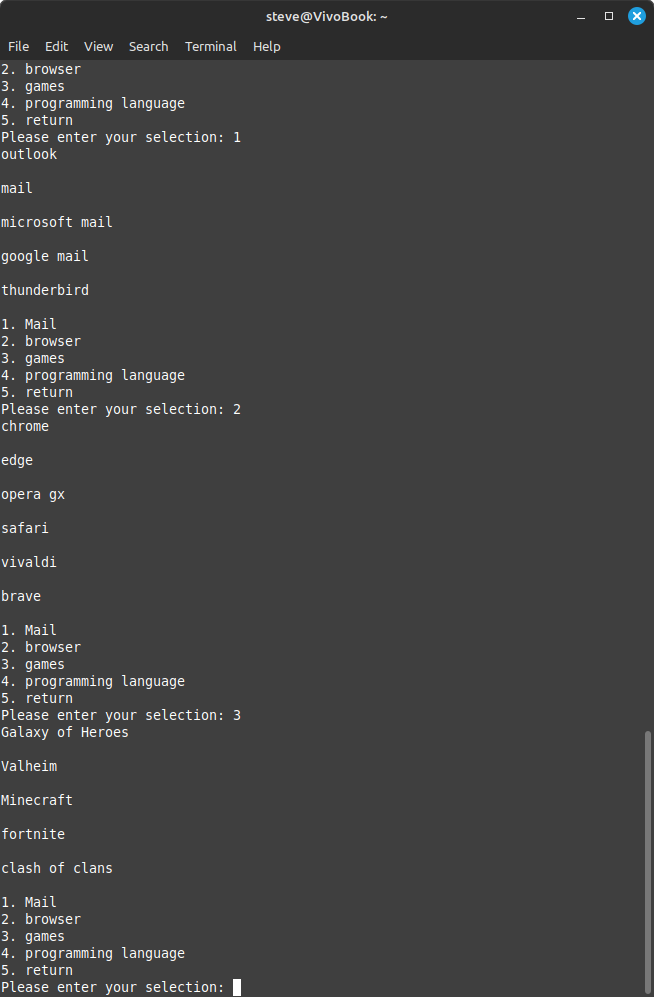 steve@VivoBook: ~
File Edit View Search Terminal Help
2. browser
3. games
4. programming language
5. return
Please enter your selection: 1
outlook
mail
microsoft mail
google mail
thunderbird
1. Mail
2. browser
3. games
4. programming language
5. return
Please enter your selection: 2
chrome
edge
opera gx
safari
vivaldi
brave
1. Mail
2. browser
3. games
4. programming language
5. return
Please enter your selection: 3
Galaxy of Heroes
Valheim
Minecraft
fortnite
clash of clans
1. Mail
2. browser
3. games
4. programming language
5. return
Please enter your selection: